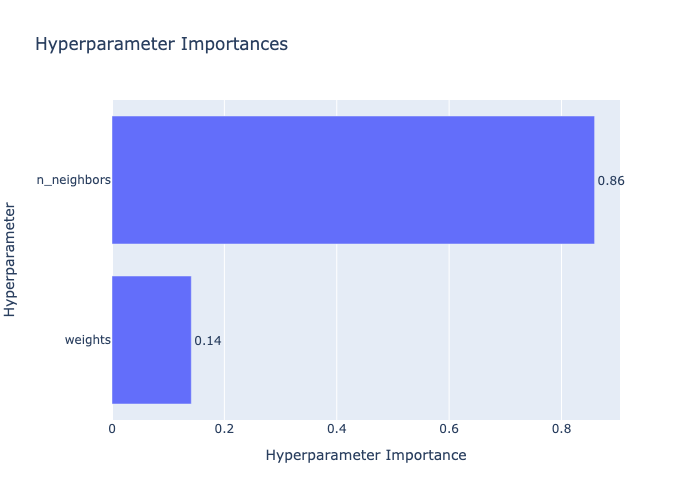 Hyperparameter Importances
Hyperparameter
n_neighbors
0.86
weights
0.14
0 0.2 0.4 0.6 0.8
Hyperparameter Importance